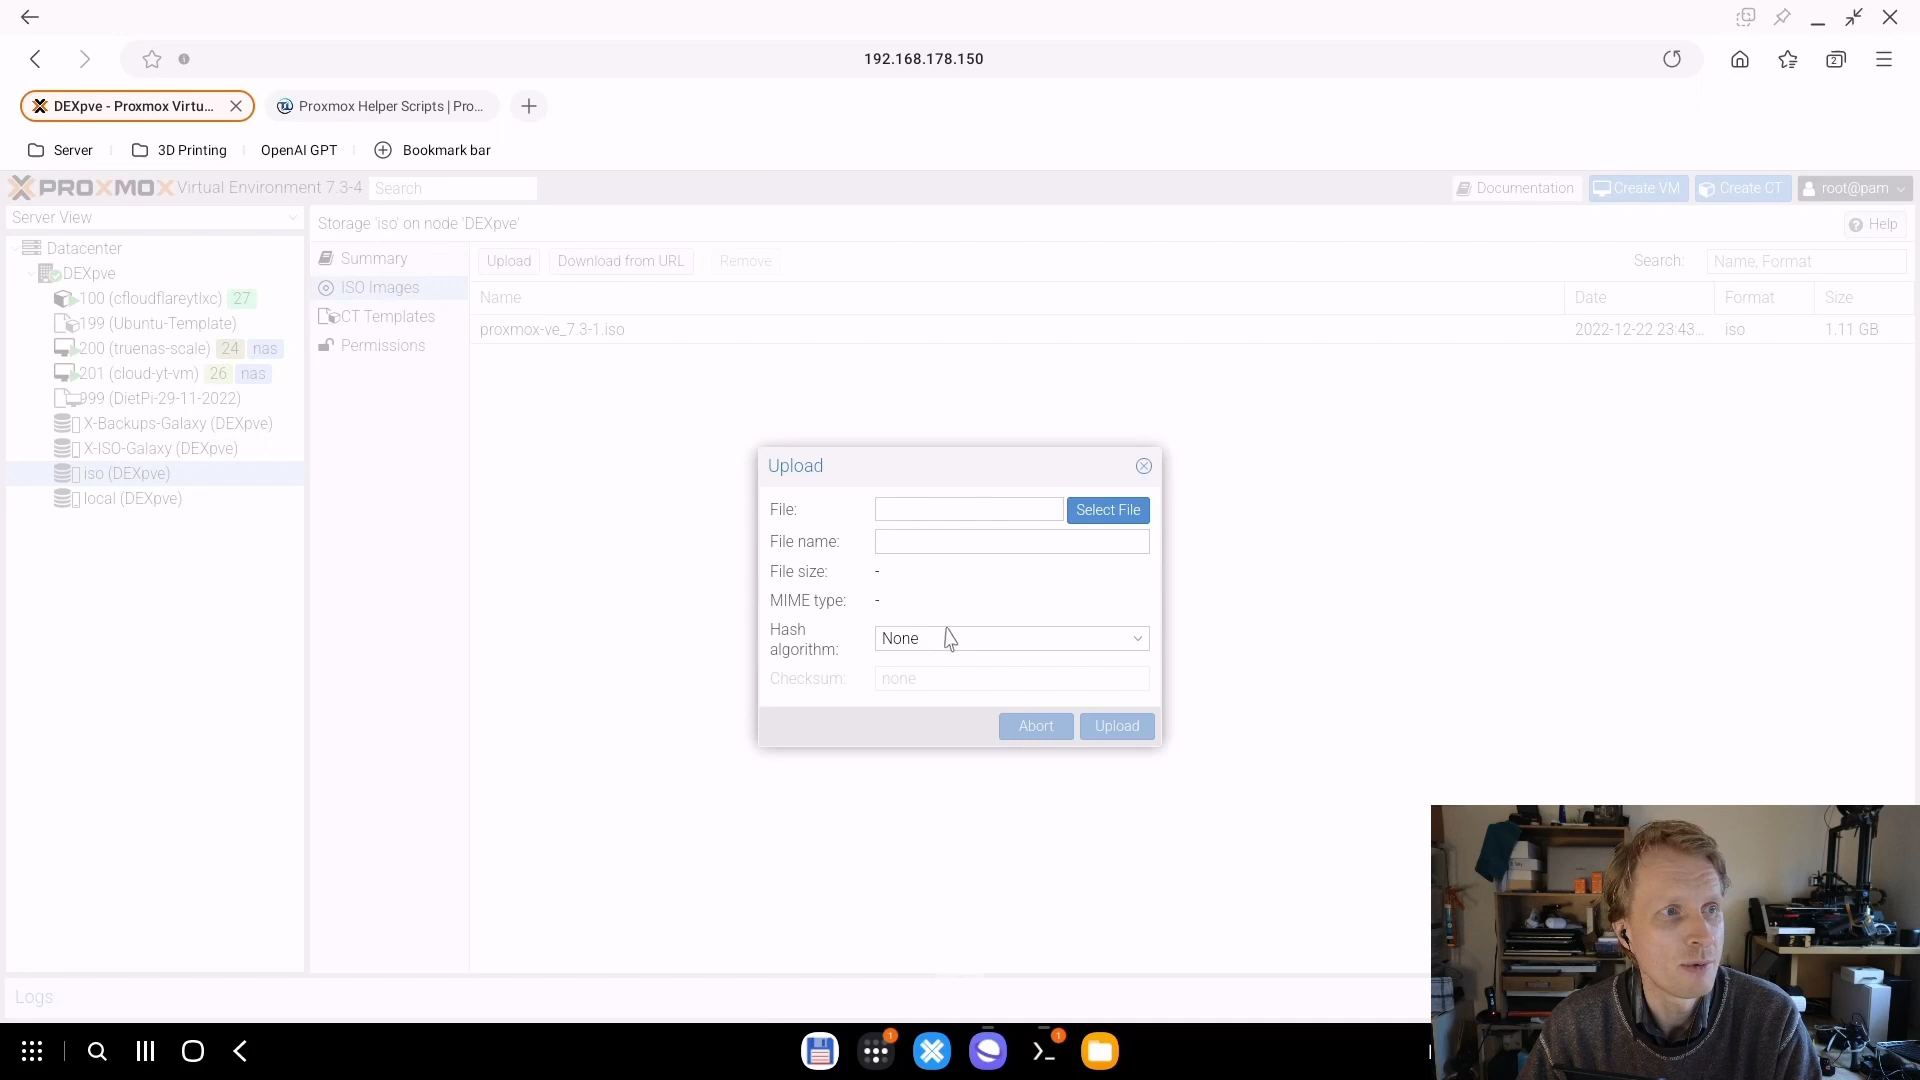 192.168.178.150
2
DEXpve - Proxmox Virtu...
Proxmox Helper Scripts | Pro...
Server
3D Printing
OpenAI GPT
Bookmark bar
PROXMOX Virtual Environment 7.3-4
Search
Documentation
Create VM
Create CT
root@pam
Server View
Storage 'iso' on node 'DEXpve'
Help
Datacenter
DEXpve
100 (cfloudflareytlxc) 27
199 (Ubuntu-Template)
200 (truenas-scale) 24 nas
201 (cloud-yt-vm) 26 nas
999 (DietPi-29-11-2022)
X-Backups-Galaxy (DEXpve)
X-ISO-Galaxy (DEXpve)
iso (DEXpve)
local (DEXpve)
Summary
ISO Images
CT Templates
Permissions
Upload
Download from URL
Remove
Search:
Name, Format
Name
Date
Format
Size
proxmox-ve_7.3-1.iso
2022-12-22 23:43...
iso
1.11 GB
Upload
File:
Select File
File name:
File size:
-
MIME type:
-
Hash
algorithm:
None
Checksum:
none
Abort
Upload
Logs
1
1